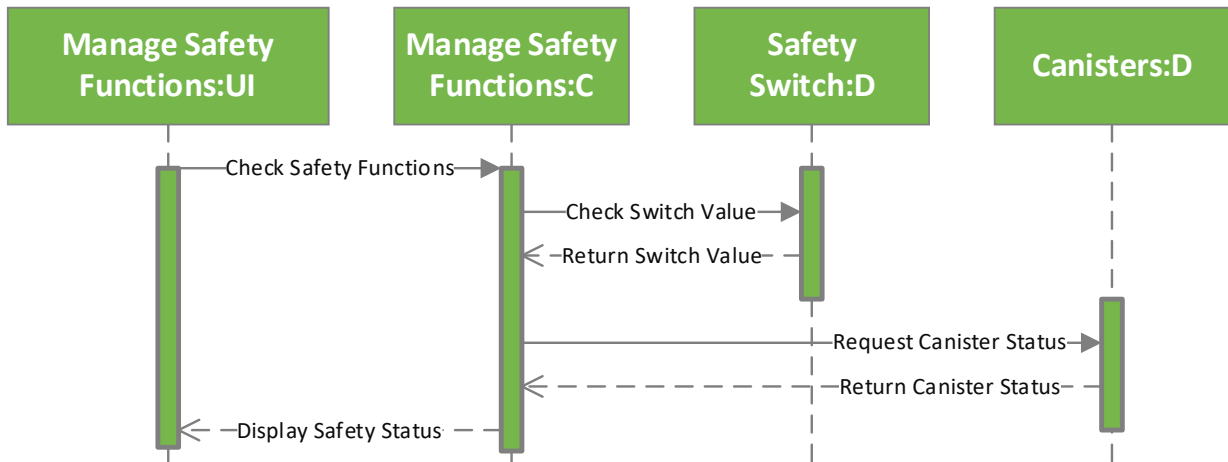 Manage Safety
Functions:UI
Manage Safety
Functions:C
Safety
Switch:D
Canisters:D
Check Safety Functions
Check Switch Value
Return Switch Value
Request Canister Status
Return Canister Status
Display Safety Status